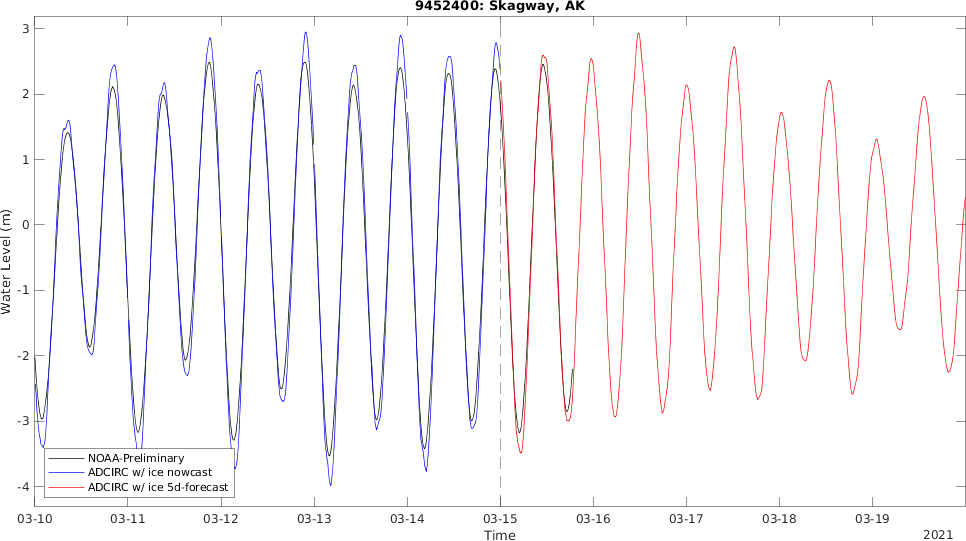 9452400: Skagway, AK
3
2
1
0
-1
-2
-3
-4
Water Level (m)
NOAA-Preliminary
ADCIRC w/ ice nowcast
ADCIRC w/ ice 5d-forecast
03-10 03-11 03-12 03-13 03-14 03-15 03-16 03-17 03-18 03-19
Time
2021